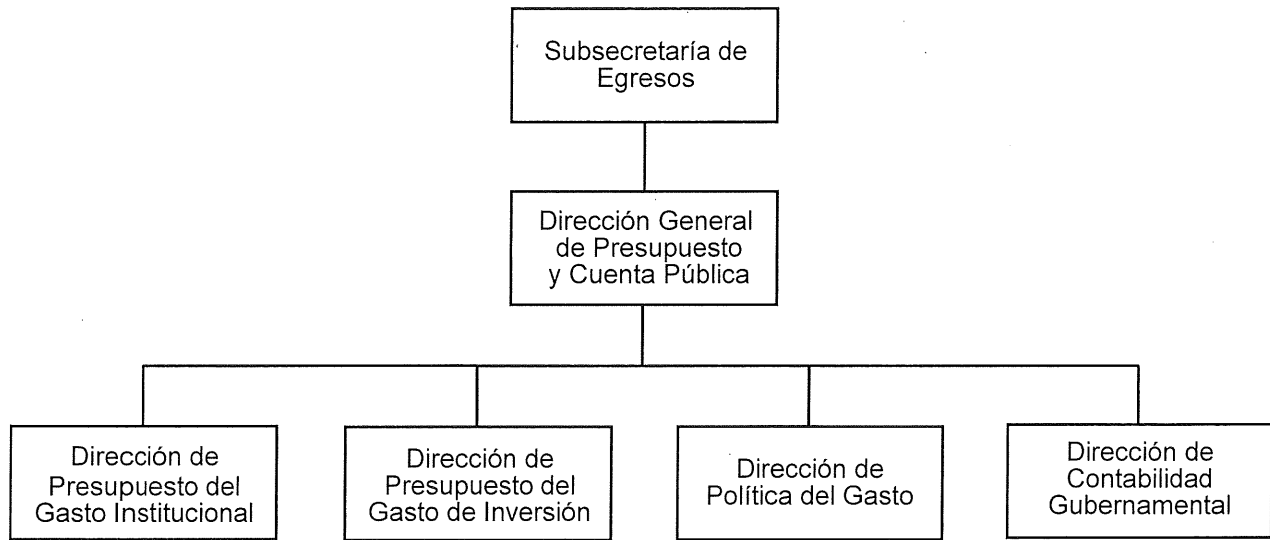 Subsecretaría de
Egresos
Dirección General
de Presupuesto
y Cuenta Pública
Dirección de
Presupuesto del
Gasto Institucional
Dirección de
Presupuesto del
Gasto de Inversión
Dirección de
Política del Gasto
Dirección de
Contabilidad
Gubernamental